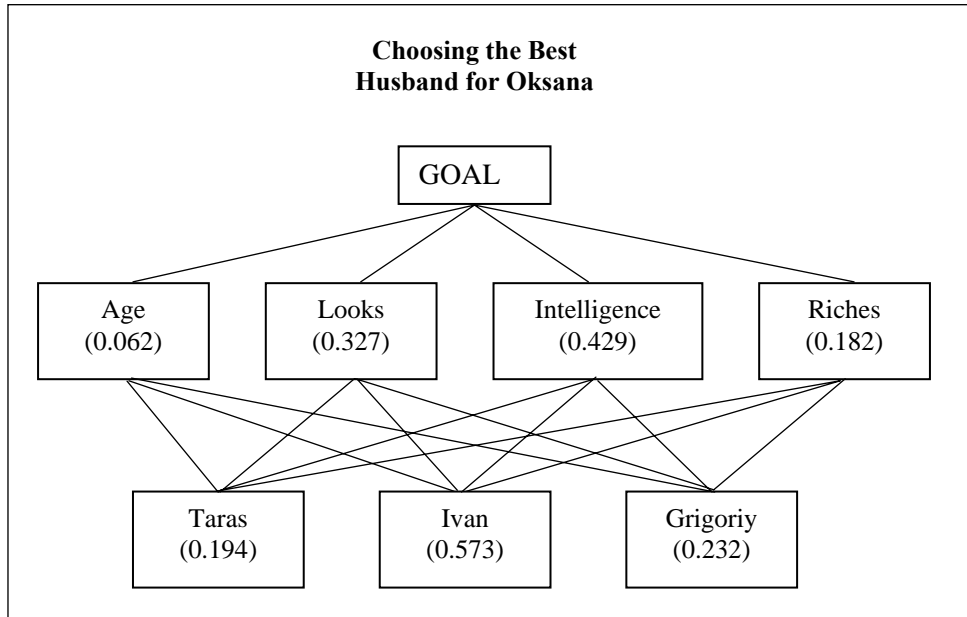 Choosing the Best
Husband for Oksana
GOAL
Age
(0.062)
Looks
(0.327)
Intelligence
(0.429)
Riches
(0.182)
Taras
(0.194)
Ivan
(0.573)
Grigoriy
(0.232)